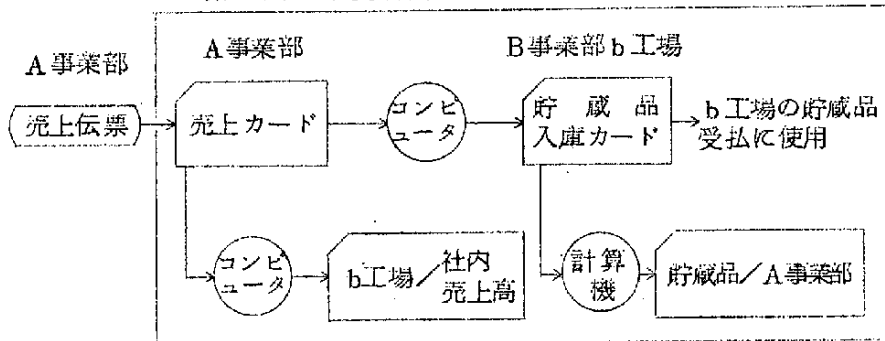 A事業部
A事業部
B事業部b工場
売上伝票
売上カード
コンピ
ュータ
貯蔵品
入庫カード
b工場の貯蔵品
受払に使用
コンピ
ュータ
b工場/社内
売上高
計算
機
貯蔵品/A事業部